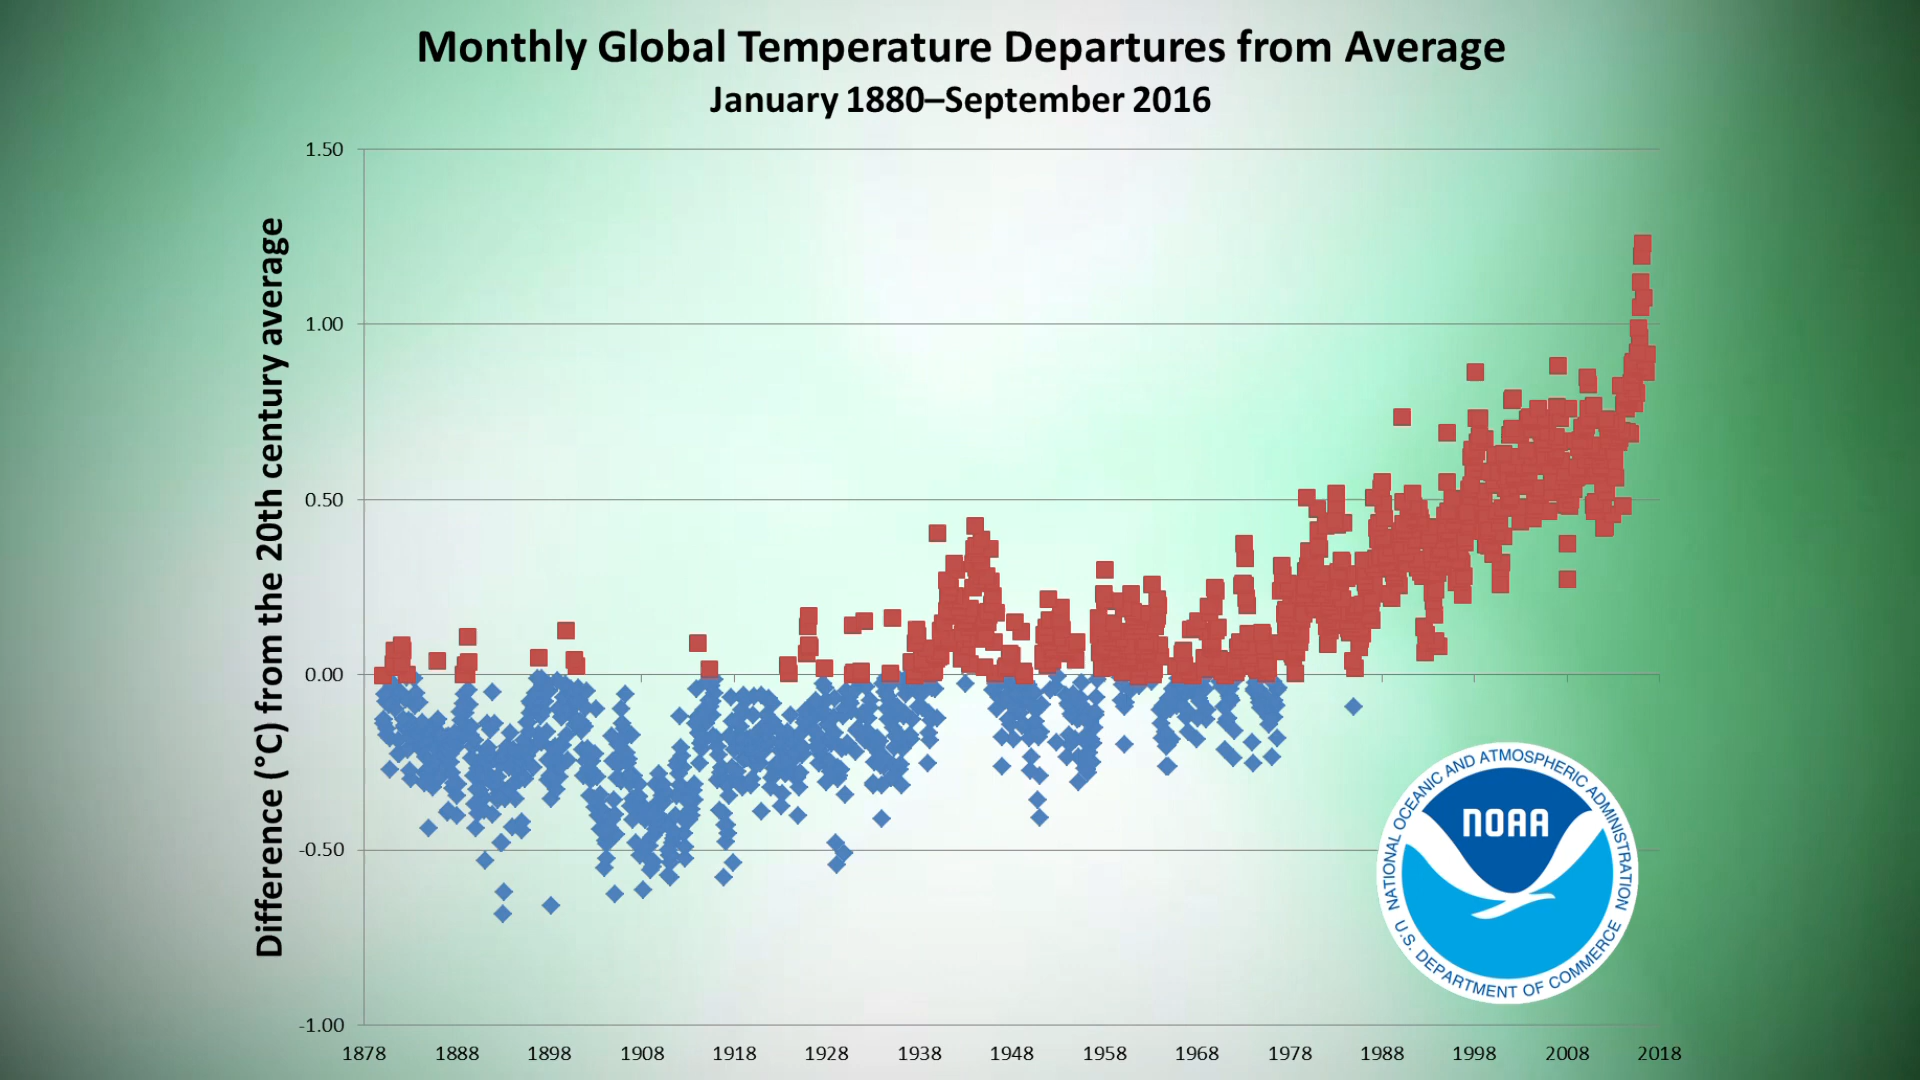 Monthly Global Temperature Departures from Average
January 1880–September 2016
Difference (°C) from the 20th century average
1.50
1.00
0.50
0.00
-0.50
-1.00
1878 1888 1898 1908 1918 1928 1938 1948 1958 1968 1978 1988 1998 2008 2018
NATIONAL OCEANIC AND ATMOSPHERIC ADMINISTRATION
NOAA
U.S. DEPARTMENT OF COMMERCE